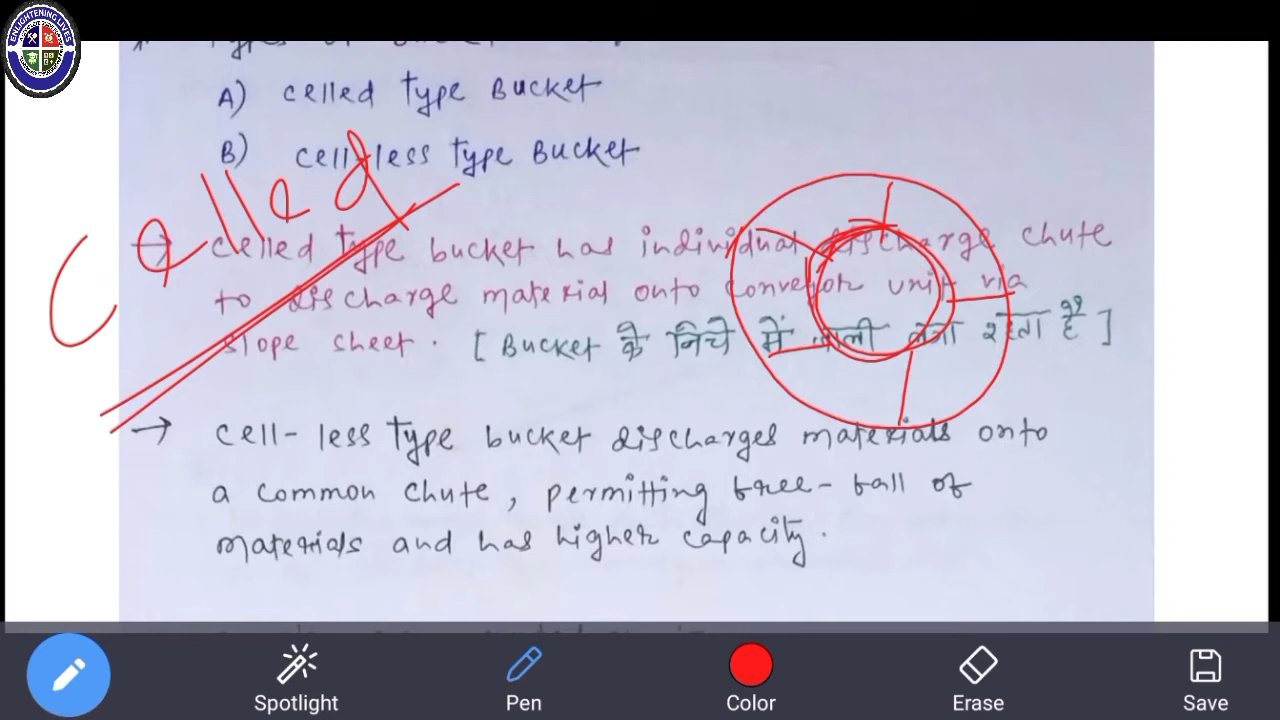 ENLIGHTENING LIVES
A) celled type Bucket
B) cell-less type Bucket
celled
→ celled type bucket has individual discharge chute
to discharge material onto conveyor unit via
slope sheet. [Bucket के निचे में जाली लगा रहता है]
→ cell-less type bucket discharges materials onto
a common chute, permitting free-fall of
materials and has higher capacity.
Spotlight Pen Color Erase Save